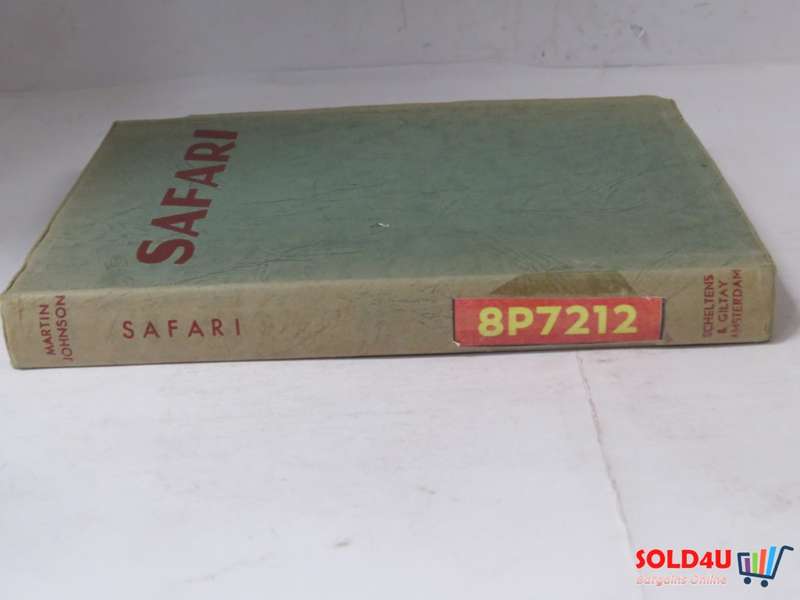 SAFARI
MARTIN
JOHNSON
SAFARI
8P7212
SCHELTENS
& GILTAY
AMSTERDAM
SOLD4U
Bargains Online